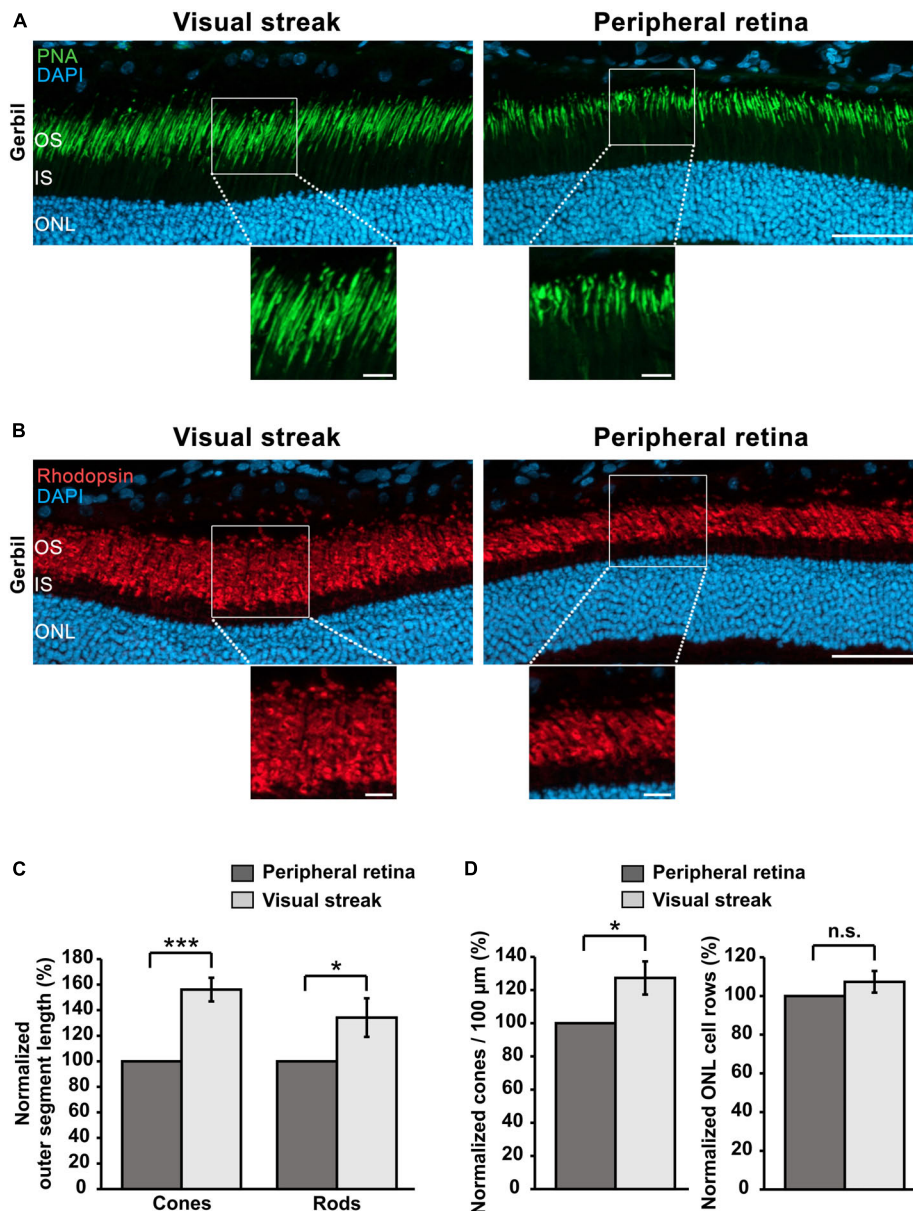 A
Visual streak
Peripheral retina
PNA
DAPI
Gerbil
OS
IS
ONL
B
Visual streak
Peripheral retina
Rhodopsin
DAPI
Gerbil
OS
IS
ONL
C
Peripheral retina
Visual streak
Normalized
outer segment length (%)
180
160
140
120
100
80
60
40
20
0
***
*
Cones
Rods
D
Peripheral retina
Visual streak
Normalized cones / 100 µm (%)
140
120
100
80
60
40
20
0
*
Normalized ONL cell rows (%)
120
100
80
60
40
20
0
n.s.